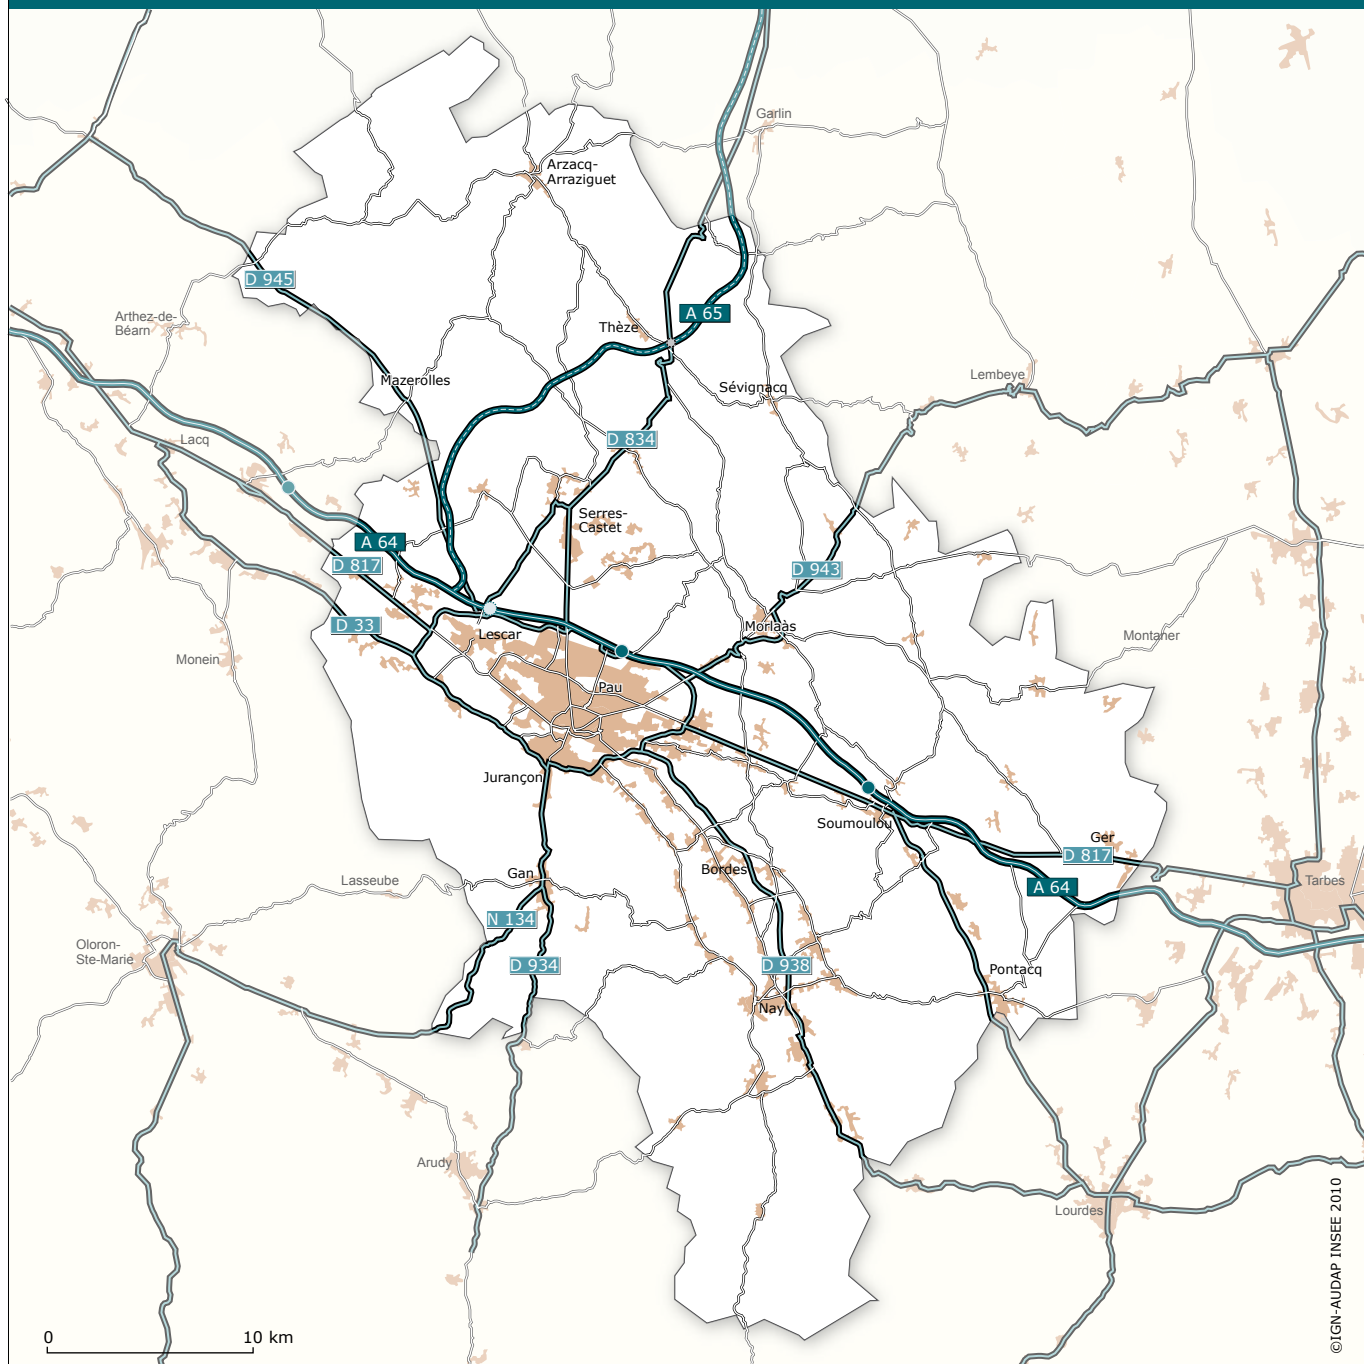 Garlin
Arzacq-
Arraziguet
D 945
A 65
Arthez-de-
Béarn
Thèze
Mazerolles
Sévignacq
Lembeye
Lacq
D 834
Serres-
Castet
A 64
D 817
D 943
D 33
Lescar
Morlaàs
Montaner
Monein
Pau
Jurançon
Soumoulou
Ger
D 817
Gan
Bordes
Lasseube
A 64
Tarbes
N 134
Oloron-
Ste-Marie
D 934
D 938
Pontacq
Nay
Arudy
Lourdes
0 10 km
©IGN-AUDAP INSEE 2010